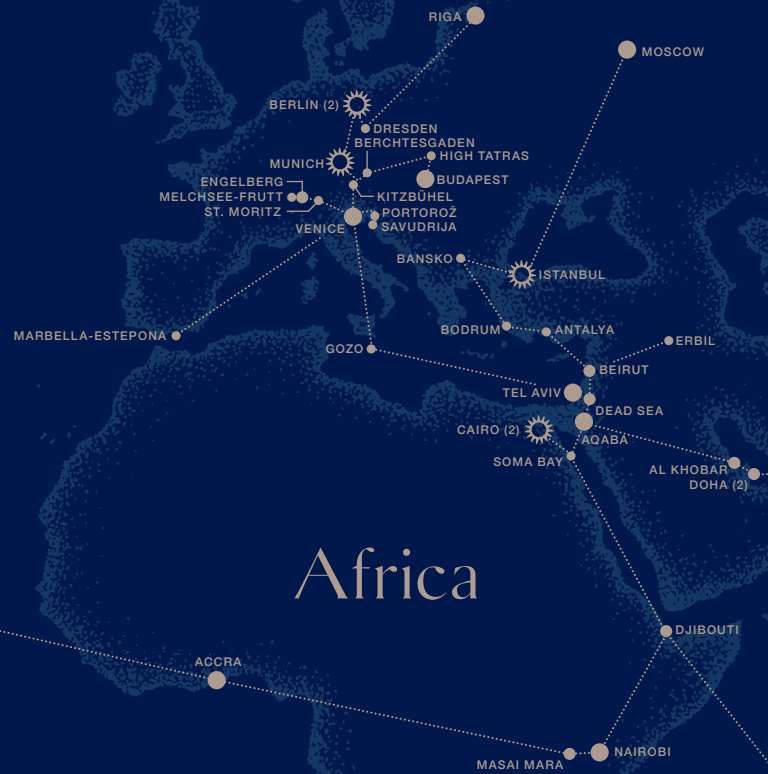 RIGA
MOSCOW
BERLIN (2)
DRESDEN
BERCHTESGADEN
HIGH TATRAS
MUNICH
BUDAPEST
ENGELBERG
MELCHSEE-FRUTT
KITZBÜHEL
ST. MORITZ
PORTOROŽ
SAVUDRIJA
VENICE
BANSKO
ISTANBUL
BODRUM
ANTALYA
MARBELLA-ESTEPONA
ERBIL
GOZO
BEIRUT
TEL AVIV
DEAD SEA
CAIRO (2)
AQABA
SOMA BAY
AL KHOBAR
DOHA (2)
Africa
DJIBOUTI
ACCRA
NAIROBI
MASAI MARA